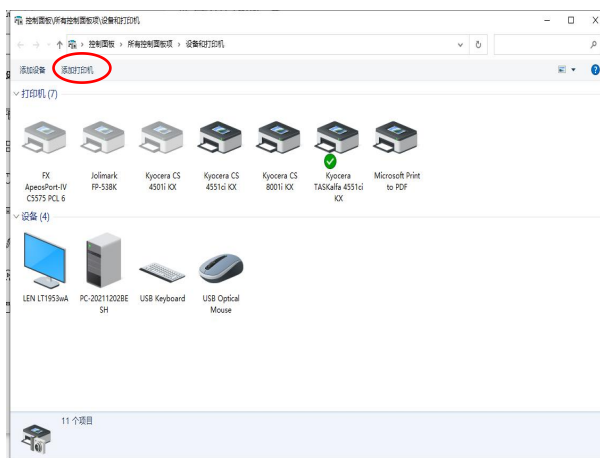 控制面板\所有控制面板项\设备和打印机
控制面板 › 所有控制面板项 › 设备和打印机
添加设备 添加打印机
打印机 (7)
FX
ApeosPort-IV
C5575 PCL 6
Jolimark
FP-538K
Kyocera CS
4501i KX
Kyocera CS
4551ci KX
Kyocera CS
8001i KX
Kyocera
TASKalfa 4551ci
KX
Microsoft Print
to PDF
设备 (4)
LEN LT1953wA
PC-20211202BE
SH
USB Keyboard
USB Optical
Mouse
11 个项目